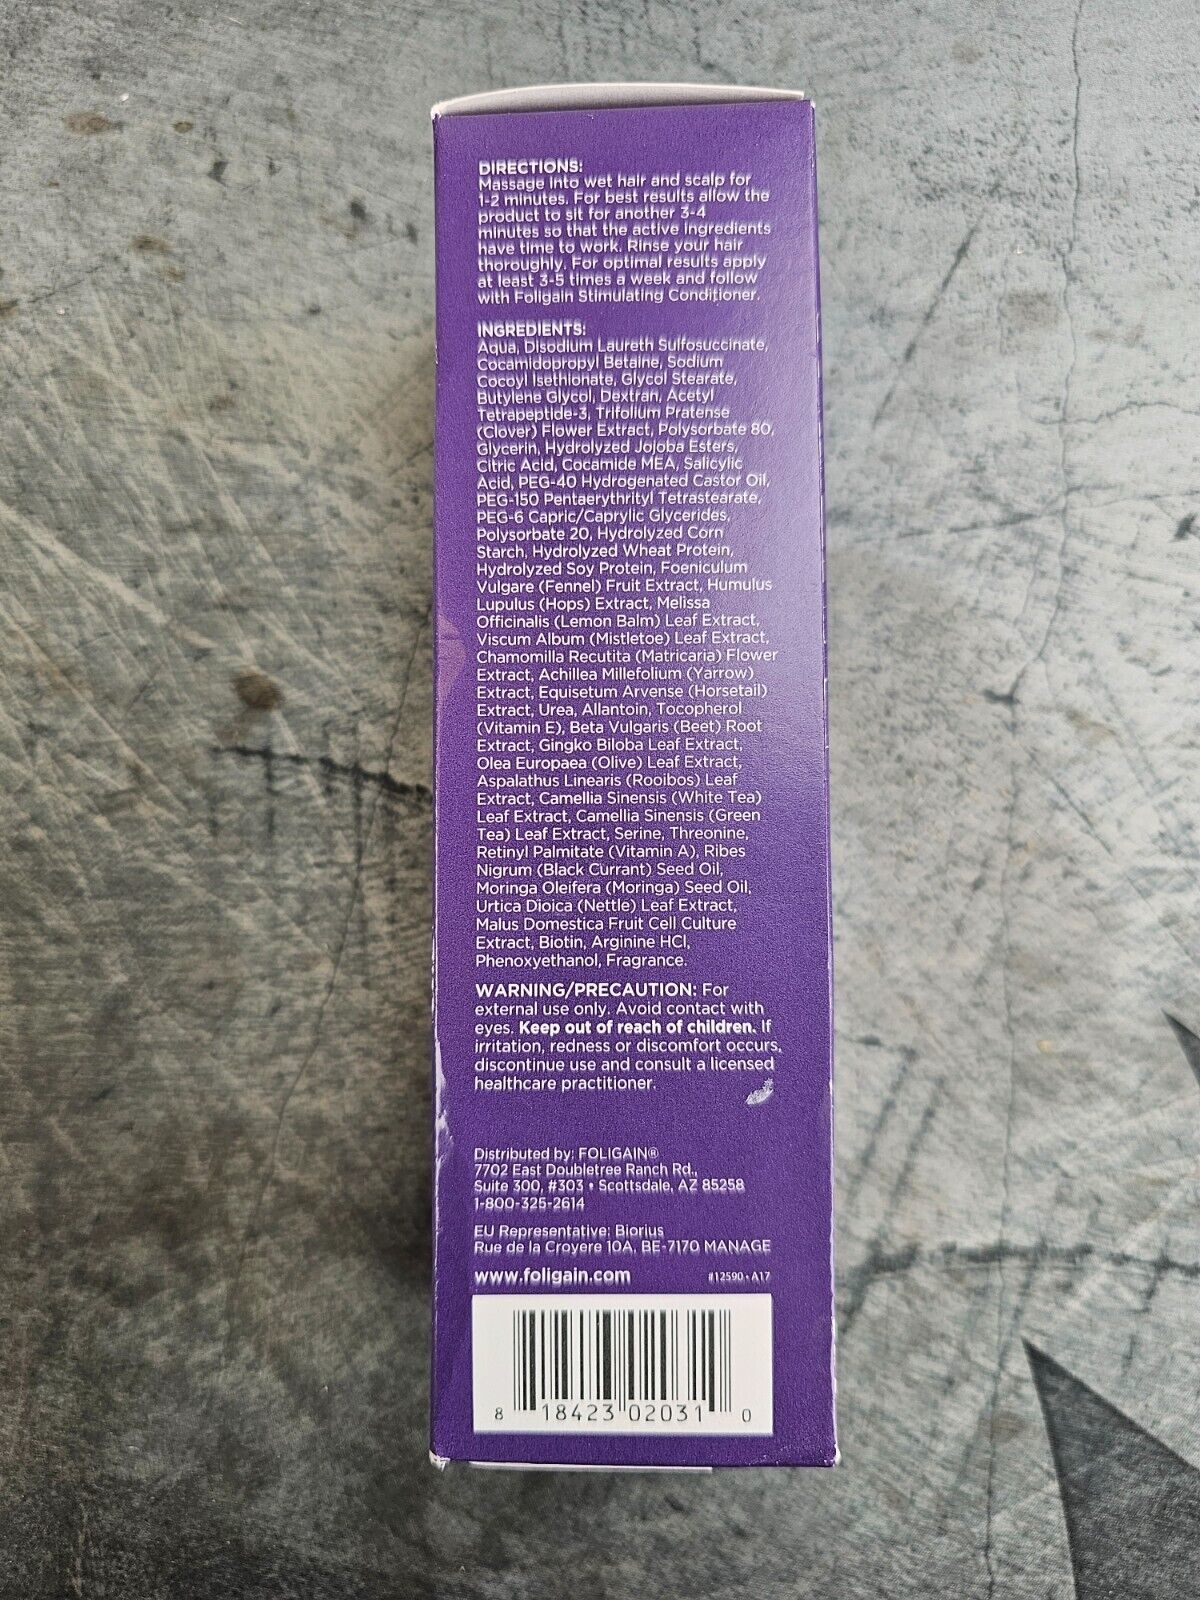 DIRECTIONS:
Massage into wet hair and scalp for
1-2 minutes. For best results allow the
product to sit for another 3-4
minutes so that the active ingredients
have time to work. Rinse your hair
thoroughly. For optimal results apply
at least 3-5 times a week and follow
with Foligain Stimulating Conditioner.
INGREDIENTS:
Aqua, Disodium Laureth Sulfosuccinate,
Cocamidopropyl Betaine, Sodium
Cocoyl Isethionate, Glycol Stearate,
Butylene Glycol, Dextran, Acetyl
Tetrapeptide-3, Trifolium Pratense
(Clover) Flower Extract, Polysorbate 80,
Glycerin, Hydrolyzed Jojoba Esters,
Citric Acid, Cocamide MEA, Salicylic
Acid, PEG-40 Hydrogenated Castor Oil,
PEG-150 Pentaerythrityl Tetrastearate,
PEG-6 Capric/Caprylic Glycerides,
Polysorbate 20, Hydrolyzed Corn
Starch, Hydrolyzed Wheat Protein,
Hydrolyzed Soy Protein, Foeniculum
Vulgare (Fennel) Fruit Extract, Humulus
Lupulus (Hops) Extract, Melissa
Officinalis (Lemon Balm) Leaf Extract,
Viscum Album (Mistletoe) Leaf Extract,
Chamomilla Recutita (Matricaria) Flower
Extract, Achillea Millefolium (Yarrow)
Extract, Equisetum Arvense (Horsetail)
Extract, Urea, Allantoin, Tocopherol
(Vitamin E), Beta Vulgaris (Beet) Root
Extract, Gingko Biloba Leaf Extract,
Olea Europaea (Olive) Leaf Extract,
Aspalathus Linearis (Rooibos) Leaf
Extract, Camellia Sinensis (White Tea)
Leaf Extract, Camellia Sinensis (Green
Tea) Leaf Extract, Serine, Threonine,
Retinyl Palmitate (Vitamin A), Ribes
Nigrum (Black Currant) Seed Oil,
Moringa Oleifera (Moringa) Seed Oil,
Urtica Dioica (Nettle) Leaf Extract,
Malus Domestica Fruit Cell Culture
Extract, Biotin, Arginine HCl,
Phenoxyethanol, Fragrance.
WARNING/PRECAUTION: For
external use only. Avoid contact with
eyes. Keep out of reach of children. If
irritation, redness or discomfort occurs,
discontinue use and consult a licensed
healthcare practitioner.
Distributed by: FOLIGAIN®
7702 East Doubletree Ranch Rd.,
Suite 300, #303 • Scottsdale, AZ 85258
1-800-325-2614
EU Representative: Biorius
Rue de la Croyere 10A, BE-7170 MANAGE
www.foligain.com #12590 • A17
8 18423 02031 0